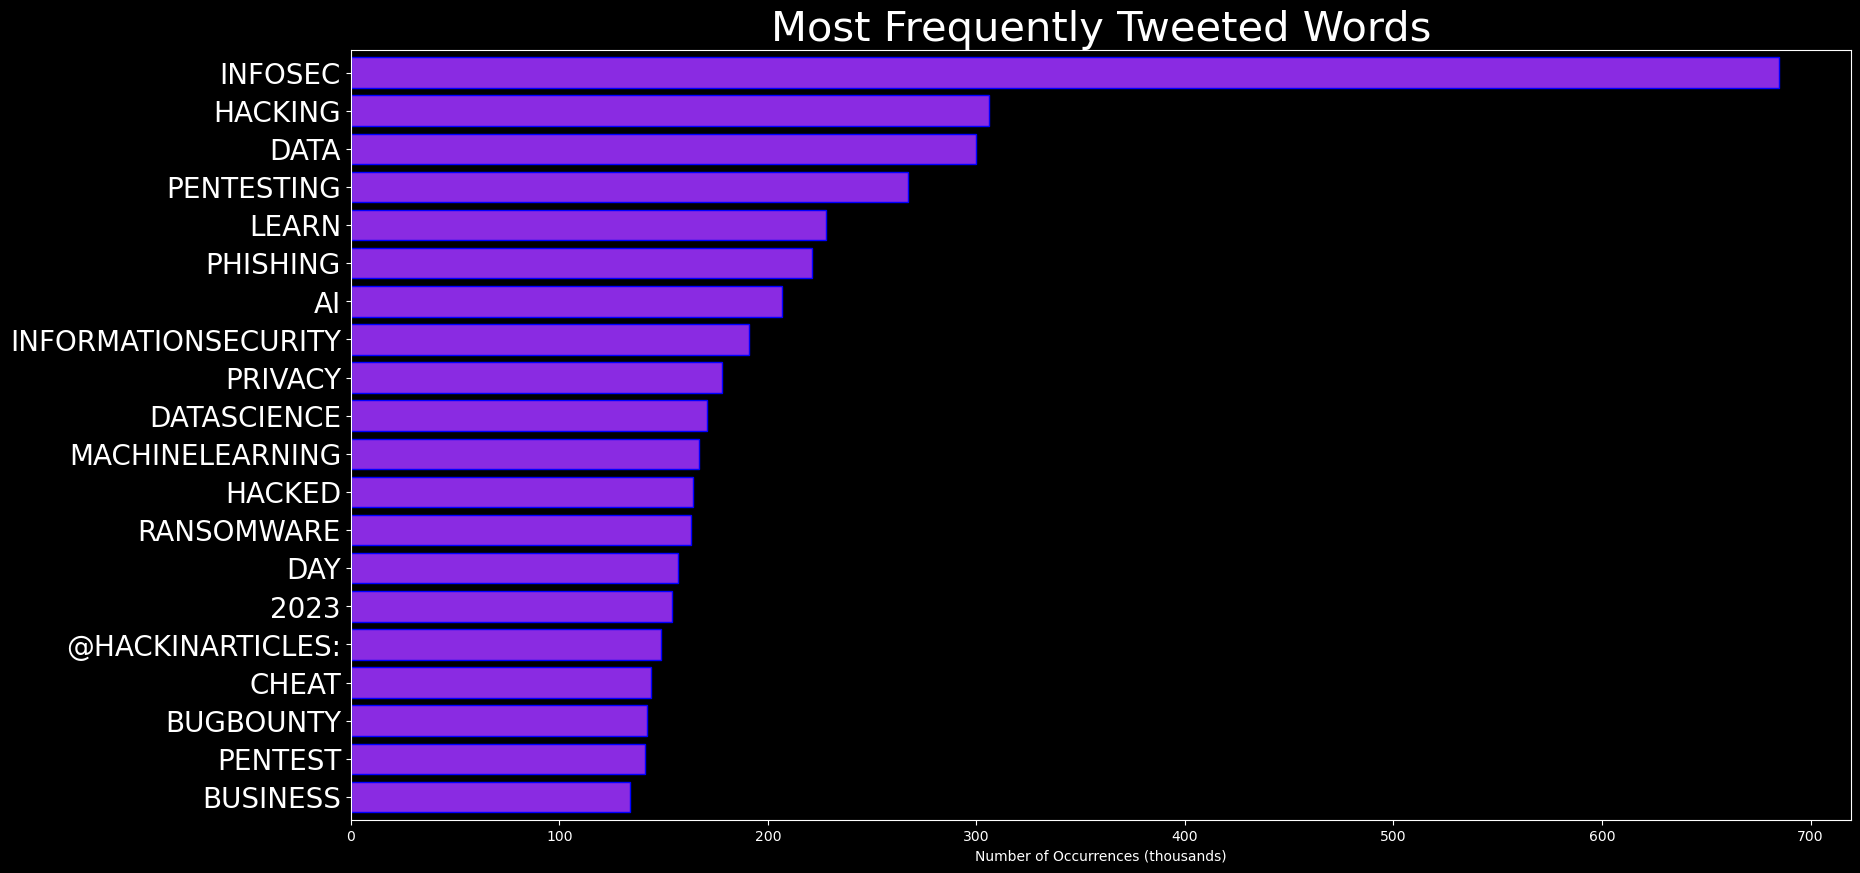 Most Frequently Tweeted Words
INFOSEC
HACKING
DATA
PENTESTING
LEARN
PHISHING
AI
INFORMATIONSECURITY
PRIVACY
DATASCIENCE
MACHINELEARNING
HACKED
RANSOMWARE
DAY
2023
@HACKINARTICLES:
CHEAT
BUGBOUNTY
PENTEST
BUSINESS
0 100 200 300 400 500 600 700
Number of Occurrences (thousands)